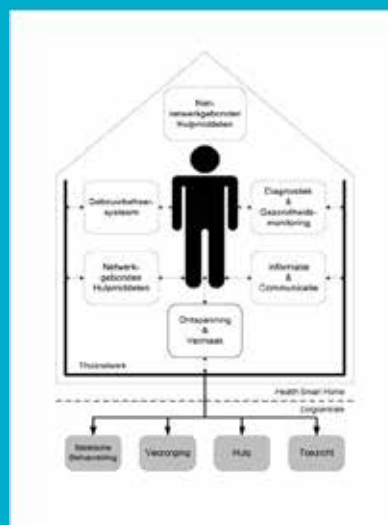 Niet-
netwerkgebonden
Hulpmiddelen
Gebouwbeheer-
systeem
Diagnostiek
&
Gezondheids-
monitoring
Netwerk-
gebonden
Hulpmiddelen
Informatie
&
Communicatie
Ontspanning
&
Vermaak
Thuisnetwerk
Health Smart Home
Zorgcentrale
Medische
Behandeling
Verzorging
Hulp
Toezicht